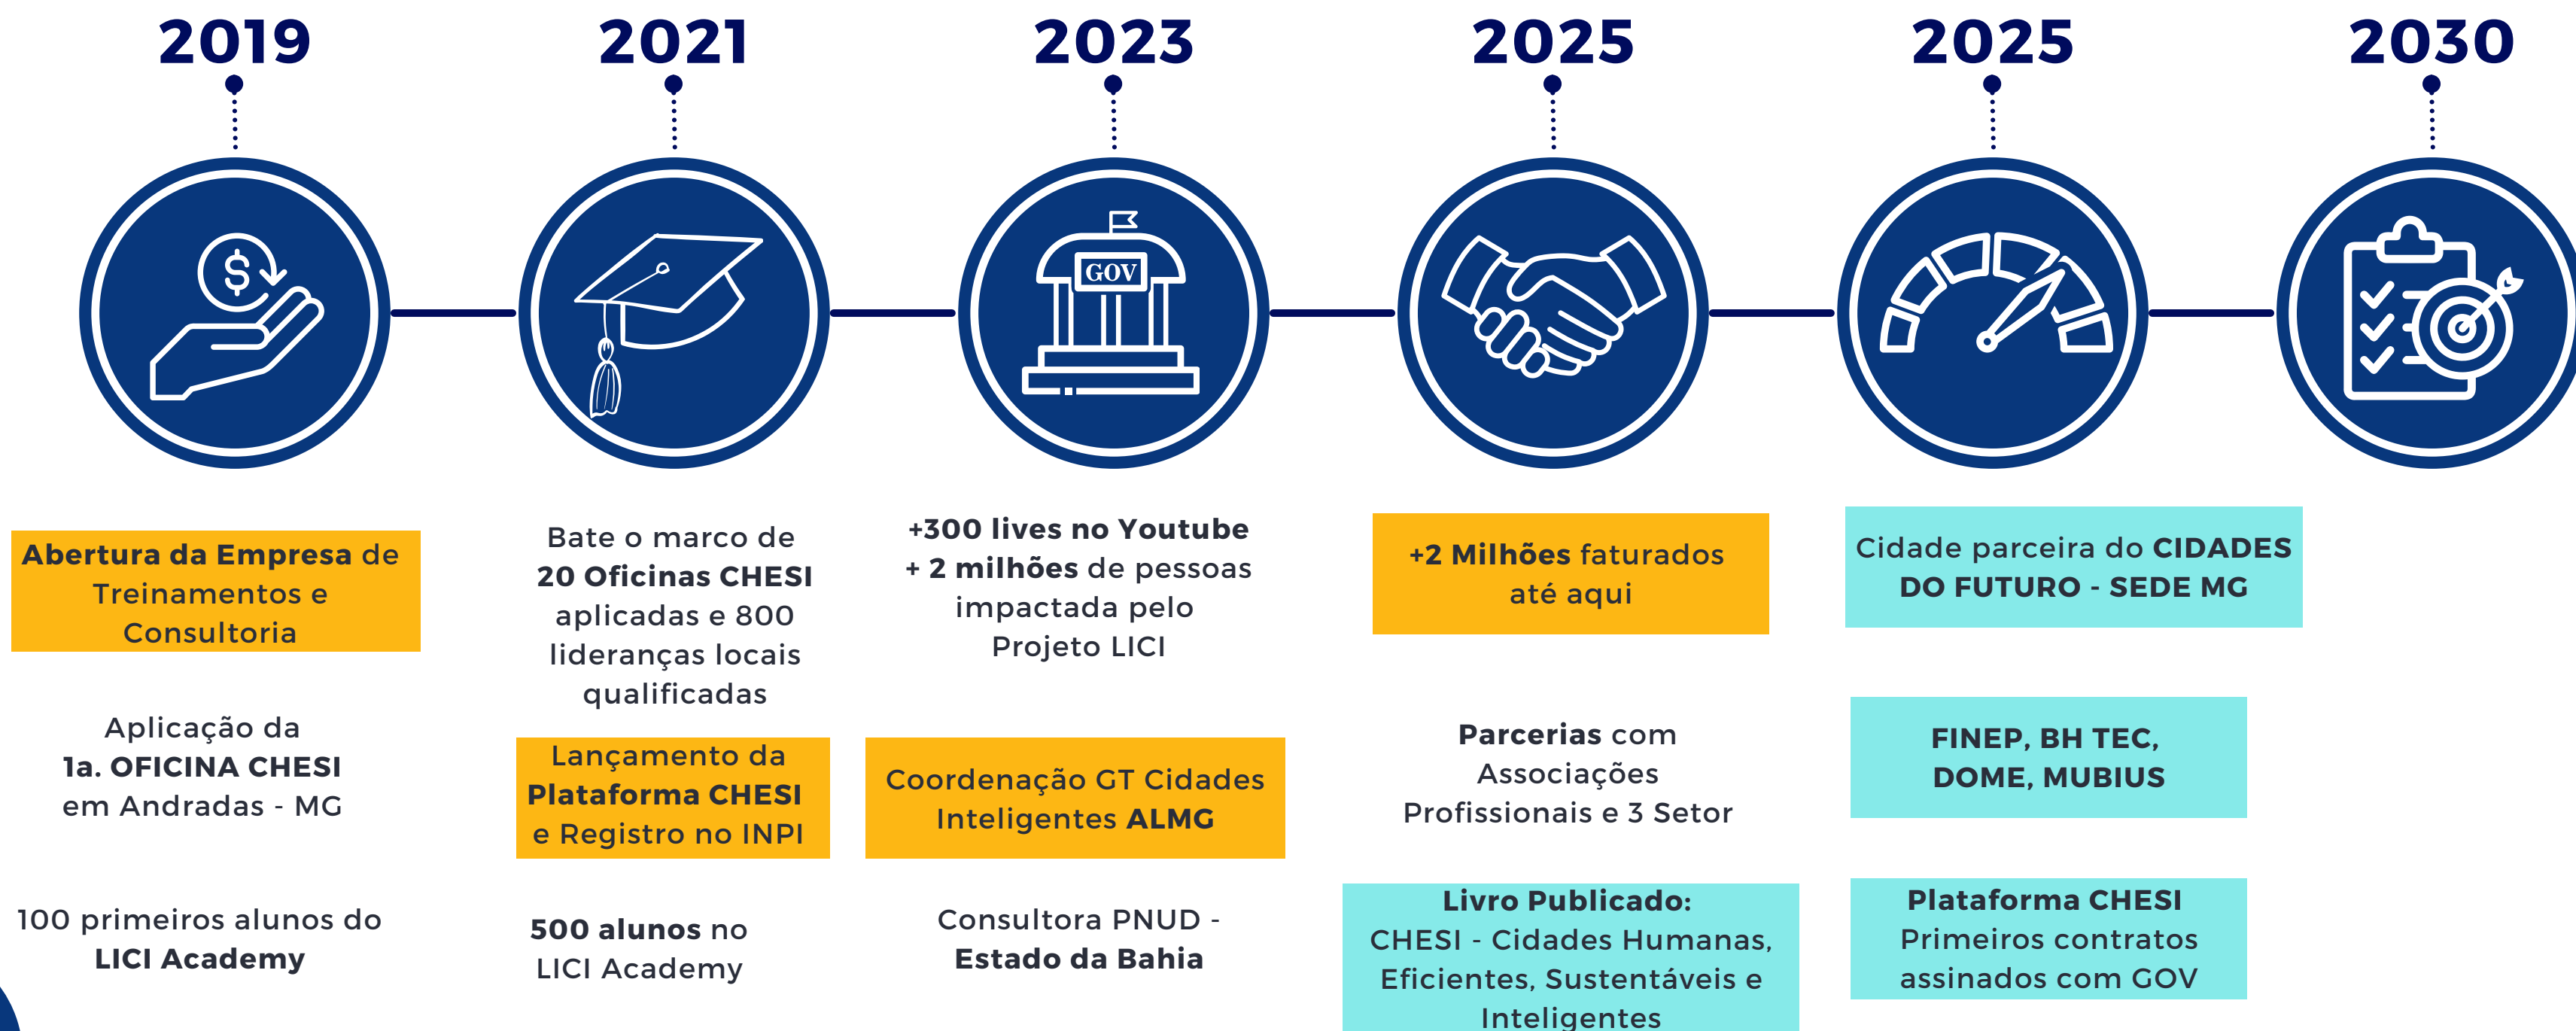 2019
2021
2023
2025
2025
2030
$
GOV
Abertura da Empresa de
Treinamentos e
Consultoria
Aplicação da
1a. OFICINA CHESI
em Andradas - MG
100 primeiros alunos do
LICI Academy
Bate o marco de
20 Oficinas CHESI
aplicadas e 800
lideranças locais
qualificadas
Lançamento da
Plataforma CHESI
e Registro no INPI
500 alunos no
LICI Academy
+300 lives no Youtube
+ 2 milhões de pessoas
impactada pelo
Projeto LICI
Coordenação GT Cidades
Inteligentes ALMG
Consultora PNUD -
Estado da Bahia
+2 Milhões faturados
até aqui
Parcerias com
Associações
Profissionais e 3 Setor
Livro Publicado:
CHESI - Cidades Humanas,
Eficientes, Sustentáveis e
Inteligentes
Cidade parceira do CIDADES
DO FUTURO - SEDE MG
FINEP, BH TEC,
DOME, MUBIUS
Plataforma CHESI
Primeiros contratos
assinados com GOV